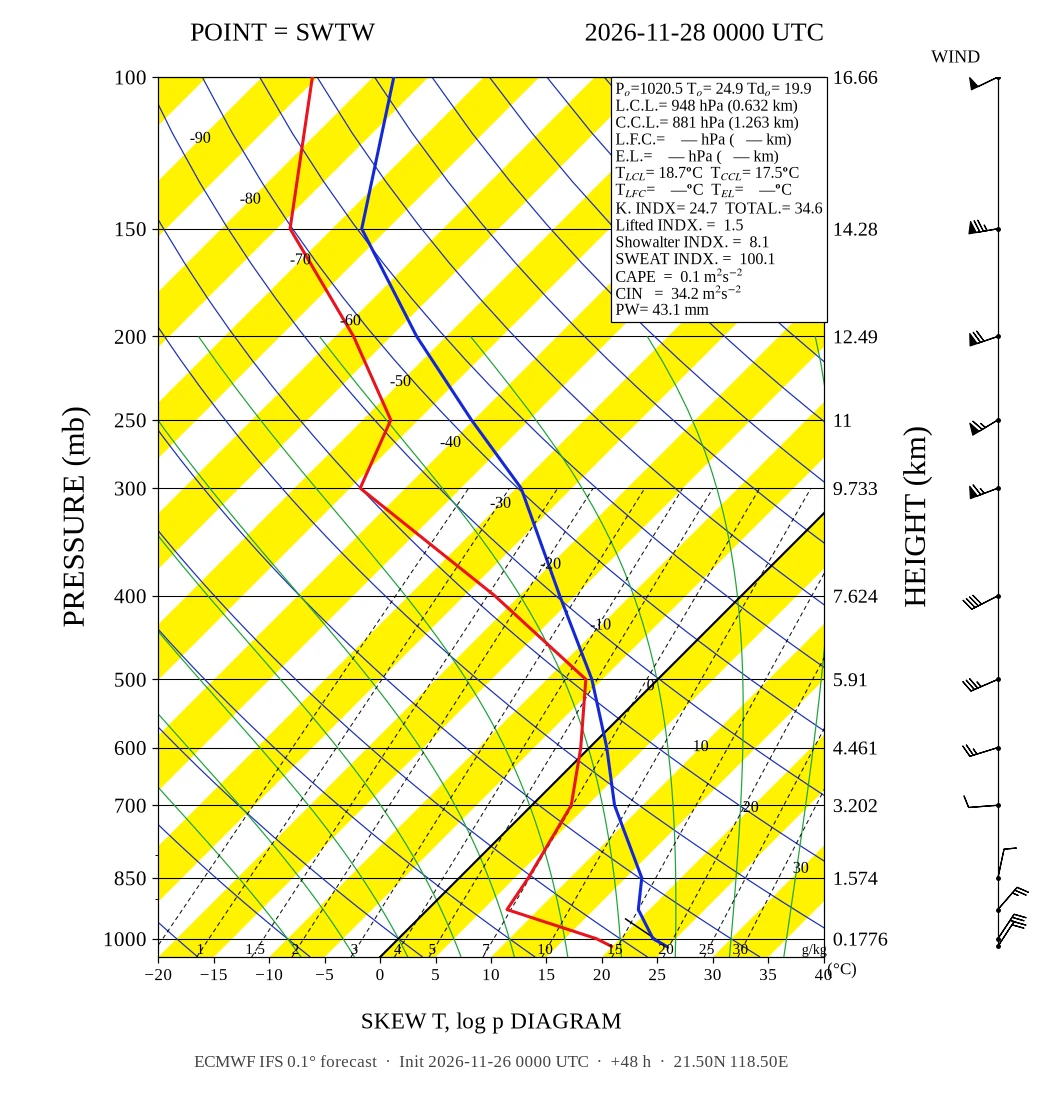 POINT = SWTW
2026-11-28 0000 UTC
WIND
Pₒ=1020.5 Tₒ= 24.9 Tdₒ= 19.9
L.C.L.= 948 hPa (0.632 km)
C.C.L.= 881 hPa (1.263 km)
L.F.C.= — hPa ( — km)
E.L.= — hPa ( — km)
T_LCL= 18.7°C T_CCL= 17.5°C
T_LFC= —°C T_EL= —°C
K. INDX= 24.7 TOTAL.= 34.6
Lifted INDX. = 1.5
Showalter INDX. = 8.1
SWEAT INDX. = 100.1
CAPE = 0.1 m²s⁻²
CIN = 34.2 m²s⁻²
PW= 43.1 mm
100
150
200
250
300
400
500
600
700
850
1000
PRESSURE (mb)
-90
-80
-70
-60
-50
-40
-30
-20
-10
0
10
20
30
16.66
14.28
12.49
11
9.733
7.624
5.91
4.461
3.202
1.574
0.1776
HEIGHT (km)
1 1.5 2 3 4 5 7 10 15 20 25 30 g/kg
−20 −15 −10 −5 0 5 10 15 20 25 30 35 40 (°C)
SKEW T, log p DIAGRAM
ECMWF IFS 0.1° forecast · Init 2026-11-26 0000 UTC · +48 h · 21.50N 118.50E